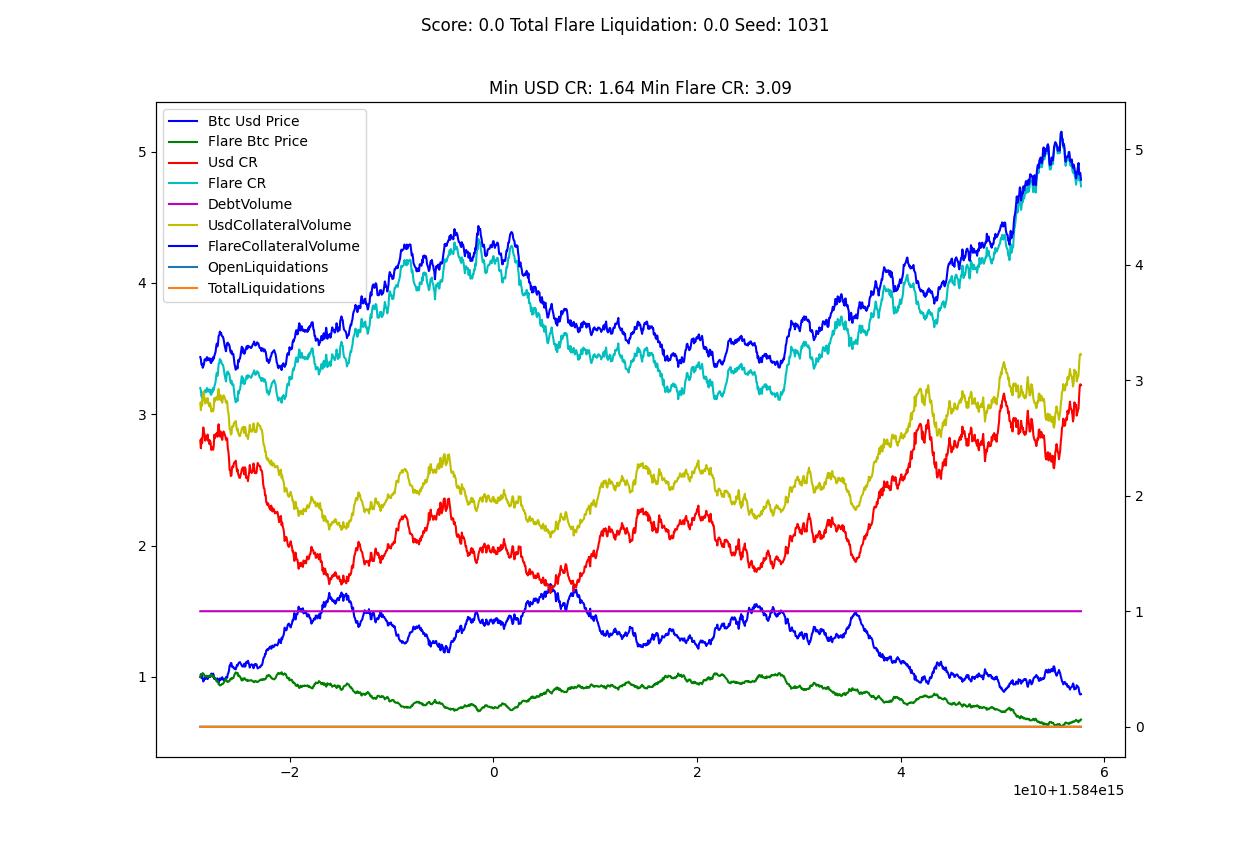 Score: 0.0 Total Flare Liquidation: 0.0 Seed: 1031
Min USD CR: 1.64 Min Flare CR: 3.09
Btc Usd Price
Flare Btc Price
Usd CR
Flare CR
DebtVolume
UsdCollateralVolume
FlareCollateralVolume
OpenLiquidations
TotalLiquidations
5
4
3
2
1
5
4
3
2
1
0
−2
0
2
4
6
1e10+1.584e15